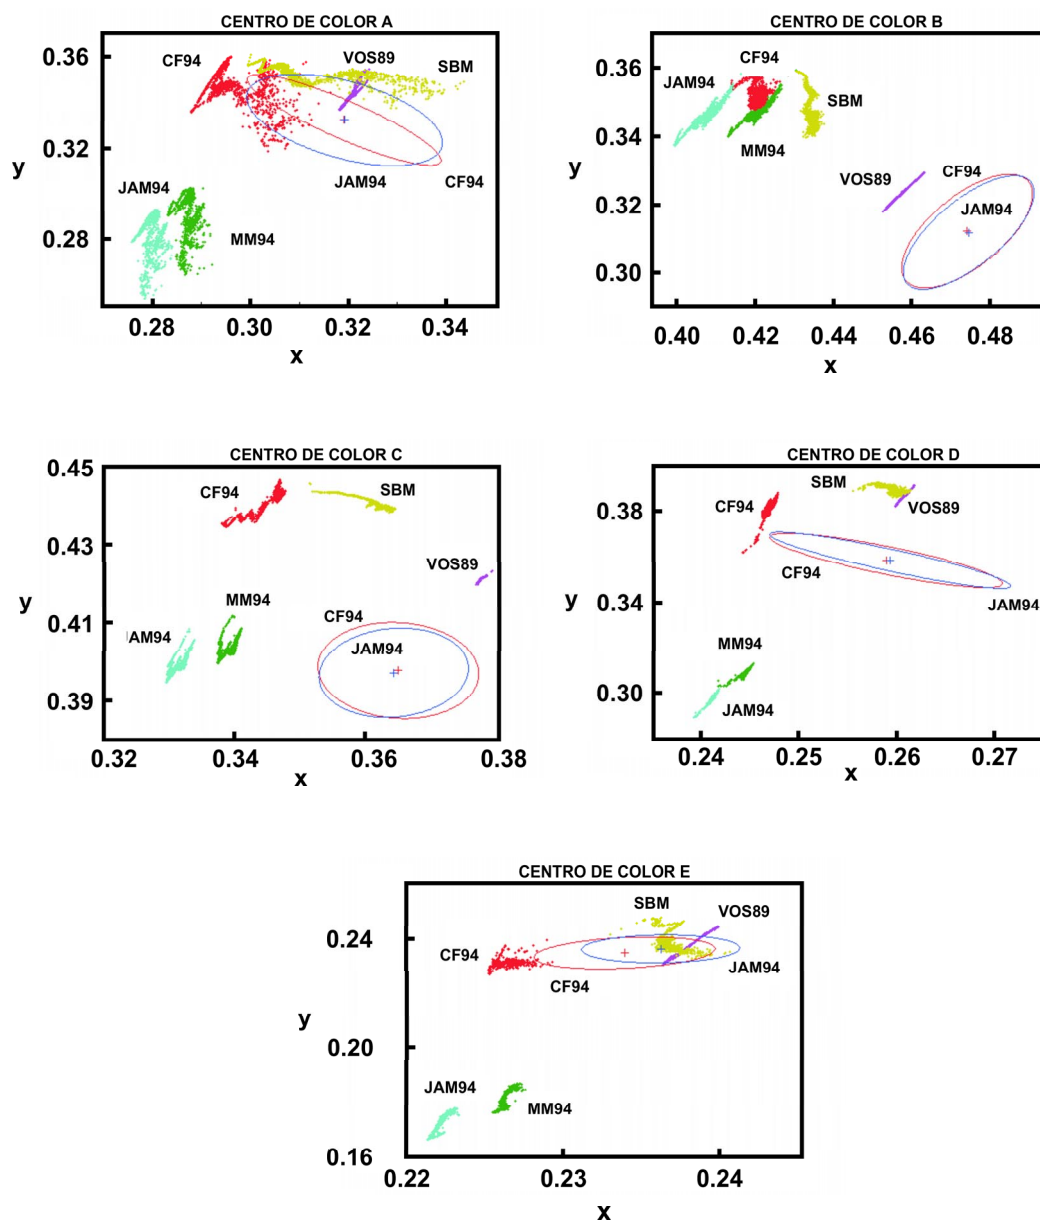 CENTRO DE COLOR A
0.36
CF94
VOS89
SBM
y
0.32
JAM94
CF94
JAM94
MM94
0.28
0.28 0.30 0.32 0.34
x
CENTRO DE COLOR B
CF94
0.36
JAM94
SBM
0.34
MM94
y
VOS89
CF94
0.32
JAM94
0.30
0.40 0.42 0.44 0.46 0.48
x
CENTRO DE COLOR C
0.45
CF94
SBM
0.43
VOS89
y
MM94
CF94
0.41
AM94
JAM94
0.39
0.32 0.34 0.36 0.38
x
CENTRO DE COLOR D
SBM
CF94
VOS89
0.38
CF94
y
0.34
JAM94
MM94
0.30
JAM94
0.24 0.25 0.26 0.27
x
CENTRO DE COLOR E
SBM
VOS89
0.24
CF94
JAM94
CF94
y
0.20
JAM94
MM94
0.16
0.22 0.23 0.24
x